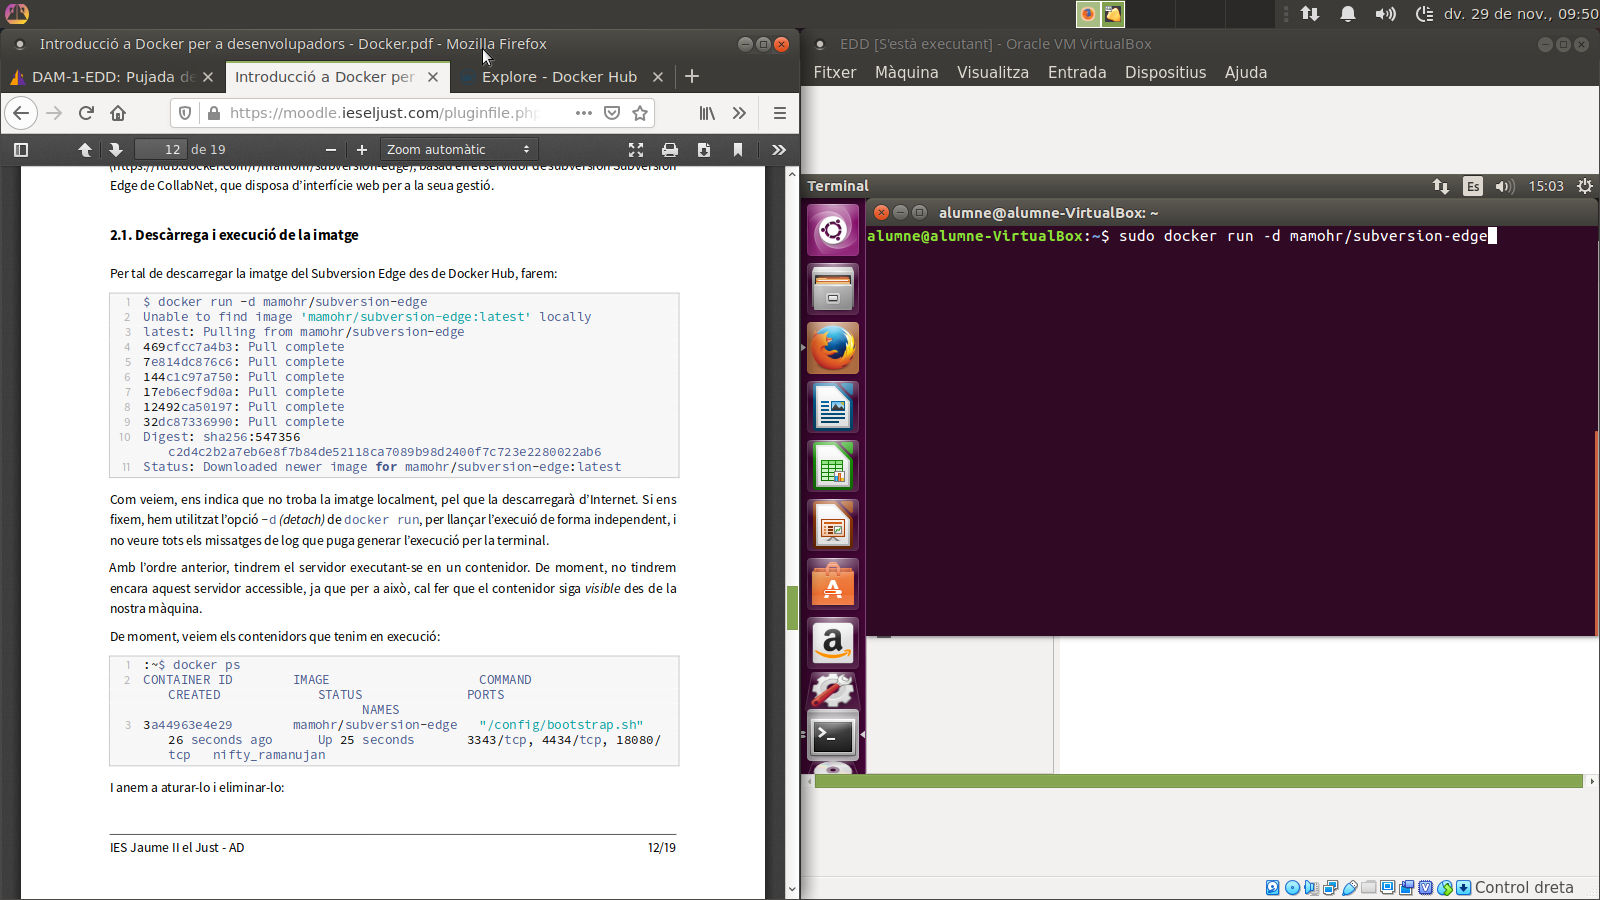 dv. 29 de nov., 09:50
Introducció a Docker per a desenvolupadors - Docker.pdf - Mozilla Firefox
DAM-1-EDD: Pujada de
Introducció a Docker per
Explore - Docker Hub
https://moodle.ieseljust.com/pluginfile.php
12 de 19
Zoom automàtic
(https://hub.docker.com/r/mamohr/subversion-edge), basad en el servidor de subversion Subversion
Edge de CollabNet, que disposa d'interfície web per a la seua gestió.
2.1. Descàrrega i execució de la imatge
Per tal de descarregar la imatge del Subversion Edge des de Docker Hub, farem:
1 $ docker run -d mamohr/subversion-edge
2 Unable to find image 'mamohr/subversion-edge:latest' locally
3 latest: Pulling from mamohr/subversion-edge
4 469cfcc7a4b3: Pull complete
5 7e814dc876c6: Pull complete
6 144c1c97a750: Pull complete
7 17eb6ecf9d0a: Pull complete
8 12492ca50197: Pull complete
9 32dc87336990: Pull complete
10 Digest: sha256:547356
c2d4c2b2a7eb6e8f7b84de52118ca7089b98d2400f7c723e2280022ab6
11 Status: Downloaded newer image for mamohr/subversion-edge:latest
Com veiem, ens indica que no troba la imatge localment, pel que la descarregarà d'Internet. Si ens
fixem, hem utilitzat l'opció -d (detach) de docker run, per llançar l'execuió de forma independent, i
no veure tots els missatges de log que puga generar l'execució per la terminal.
Amb l'ordre anterior, tindrem el servidor executant-se en un contenidor. De moment, no tindrem
encara aquest servidor accessible, ja que per a això, cal fer que el contenidor siga visible des de la
nostra màquina.
De moment, veiem els contenidors que tenim en execució:
1 :~$ docker ps
2 CONTAINER ID IMAGE COMMAND
CREATED STATUS PORTS
NAMES
3 3a44963e4e29 mamohr/subversion-edge "/config/bootstrap.sh"
26 seconds ago Up 25 seconds 3343/tcp, 4434/tcp, 18080/
tcp nifty_ramanujan
I anem a aturar-lo i eliminar-lo:
IES Jaume II el Just - AD 12/19
EDD [S'està executant] - Oracle VM VirtualBox
Fitxer Màquina Visualitza Entrada Dispositius Ajuda
Terminal Es 15:03
alumne@alumne-VirtualBox: ~
alumne@alumne-VirtualBox:~$ sudo docker run -d mamohr/subversion-edge
Control dreta